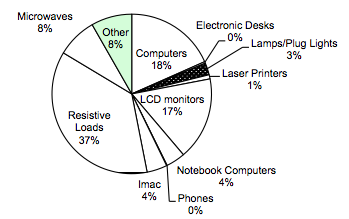 Microwaves
8%
Other
8%
Computers
18%
Electronic Desks
0%
Lamps/Plug Lights
3%
Laser Printers
1%
LCD monitors
17%
Notebook Computers
4%
Phones
0%
Imac
4%
Resistive
Loads
37%